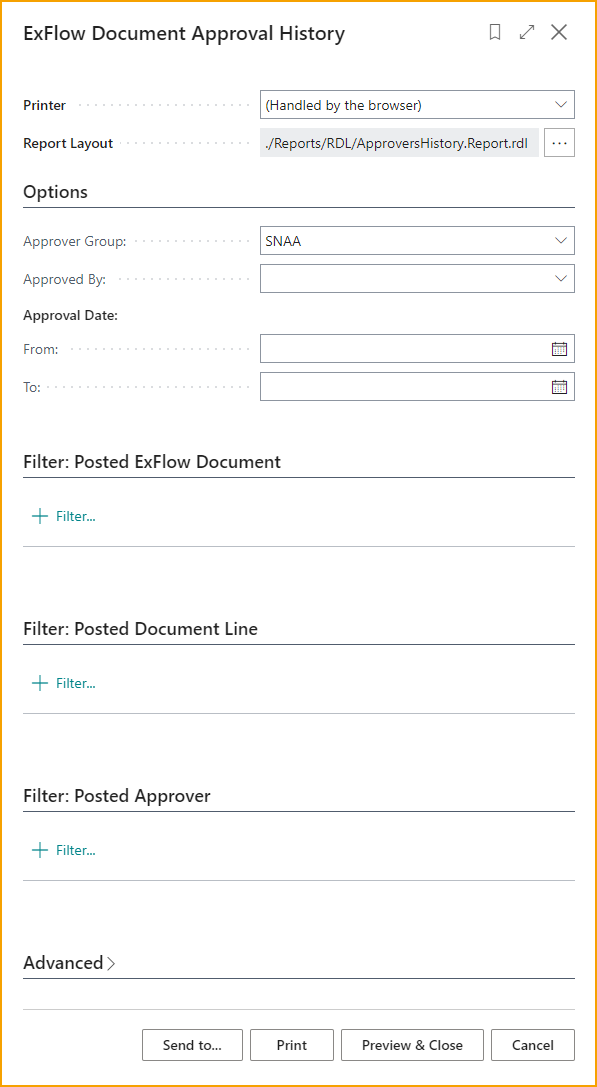 ExFlow Document Approval History
Printer (Handled by the browser)
Report Layout ./Reports/RDL/ApproversHistory.Report.rdl ...
Options
Approver Group: SNAA
Approved By:
Approval Date:
From:
To:
Filter: Posted ExFlow Document
+ Filter...
Filter: Posted Document Line
+ Filter...
Filter: Posted Approver
+ Filter...
Advanced >
Send to... Print Preview & Close Cancel